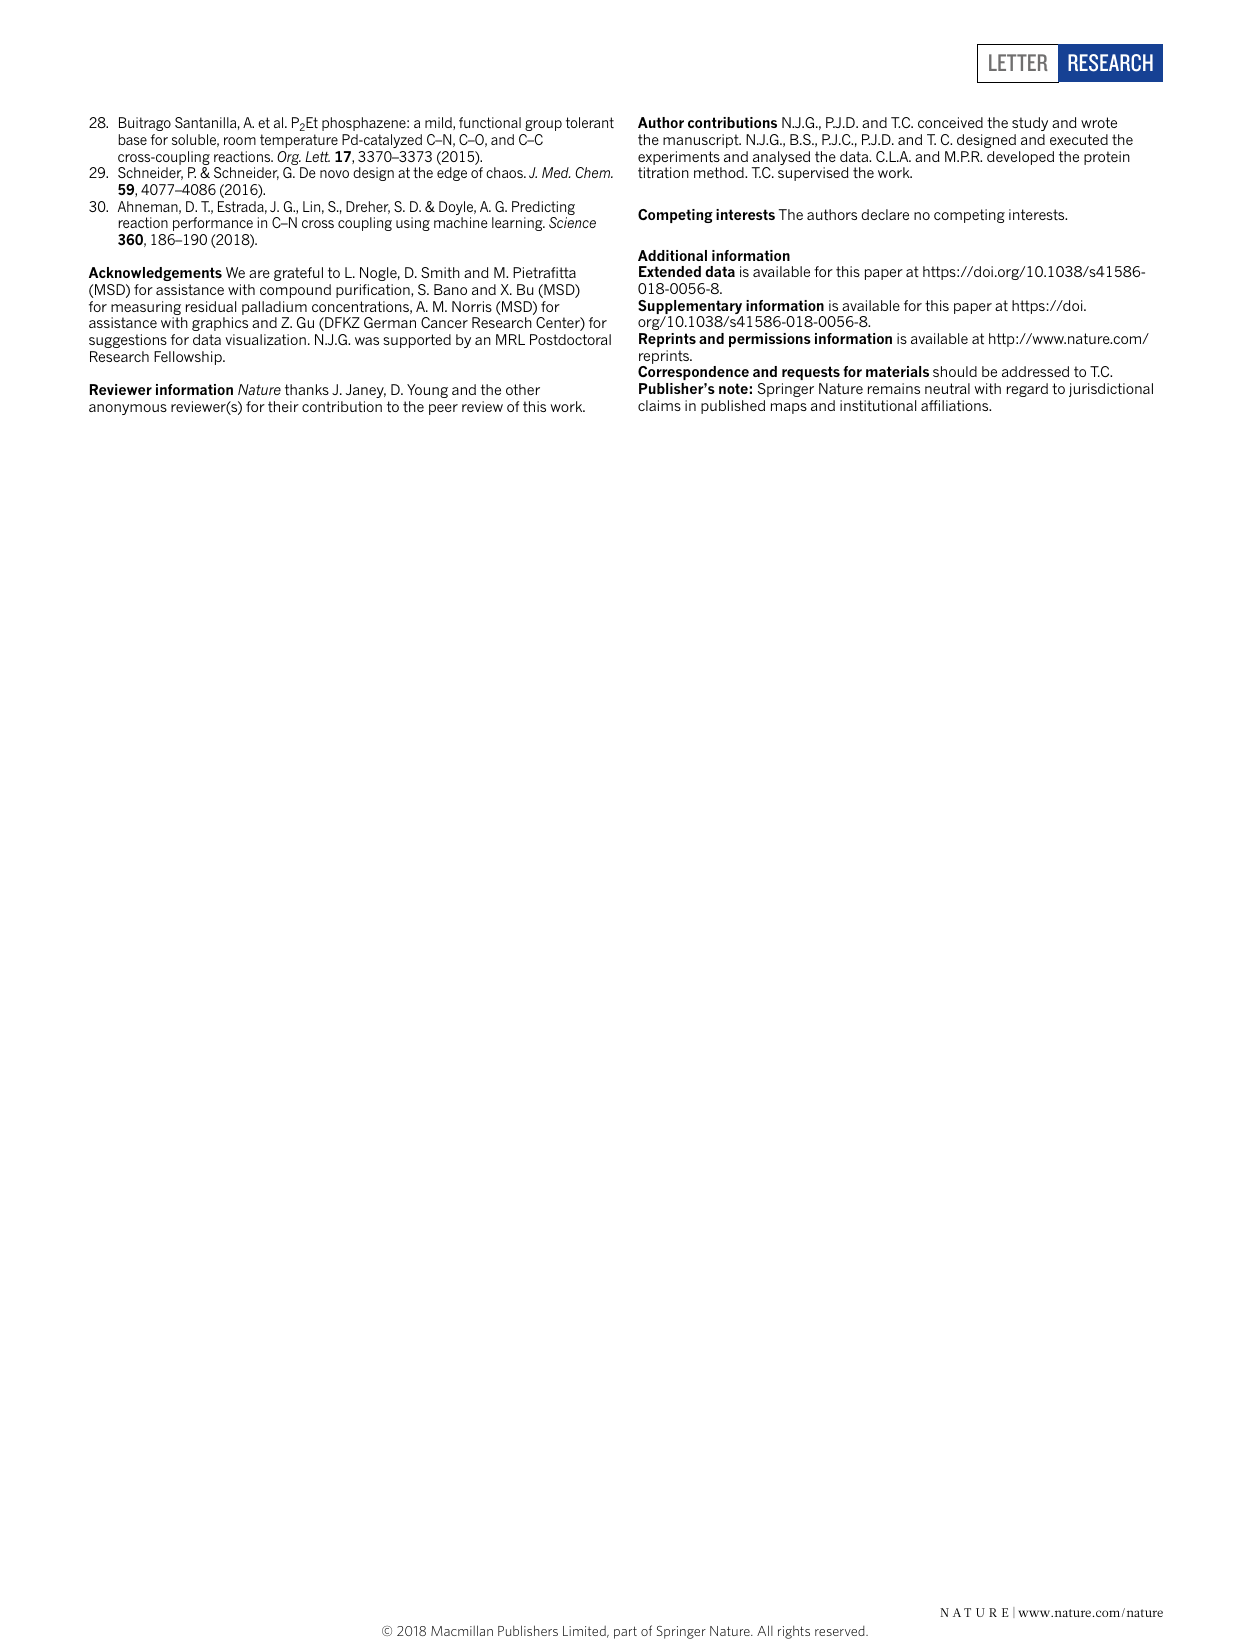 LETTER RESEARCH
28. Buitrago Santanilla, A. et al. P2Et phosphazene: a mild, functional group tolerant
base for soluble, room temperature Pd-catalyzed C–N, C–O, and C–C
cross-coupling reactions. Org. Lett. 17, 3370–3373 (2015).
29. Schneider, P. & Schneider, G. De novo design at the edge of chaos. J. Med. Chem.
59, 4077–4086 (2016).
30. Ahneman, D. T., Estrada, J. G., Lin, S., Dreher, S. D. & Doyle, A. G. Predicting
reaction performance in C–N cross coupling using machine learning. Science
360, 186–190 (2018).
Acknowledgements We are grateful to L. Nogle, D. Smith and M. Pietrafitta
(MSD) for assistance with compound purification, S. Bano and X. Bu (MSD)
for measuring residual palladium concentrations, A. M. Norris (MSD) for
assistance with graphics and Z. Gu (DFKZ German Cancer Research Center) for
suggestions for data visualization. N.J.G. was supported by an MRL Postdoctoral
Research Fellowship.
Reviewer information Nature thanks J. Janey, D. Young and the other
anonymous reviewer(s) for their contribution to the peer review of this work.
Author contributions N.J.G., P.J.D. and T.C. conceived the study and wrote
the manuscript. N.J.G., B.S., P.J.C., P.J.D. and T. C. designed and executed the
experiments and analysed the data. C.L.A. and M.P.R. developed the protein
titration method. T.C. supervised the work.
Competing interests The authors declare no competing interests.
Additional information
Extended data is available for this paper at https://doi.org/10.1038/s41586-
018-0056-8.
Supplementary information is available for this paper at https://doi.
org/10.1038/s41586-018-0056-8.
Reprints and permissions information is available at http://www.nature.com/
reprints.
Correspondence and requests for materials should be addressed to T.C.
Publisher's note: Springer Nature remains neutral with regard to jurisdictional
claims in published maps and institutional affiliations.
NATURE | www.nature.com/nature
© 2018 Macmillan Publishers Limited, part of Springer Nature. All rights reserved.